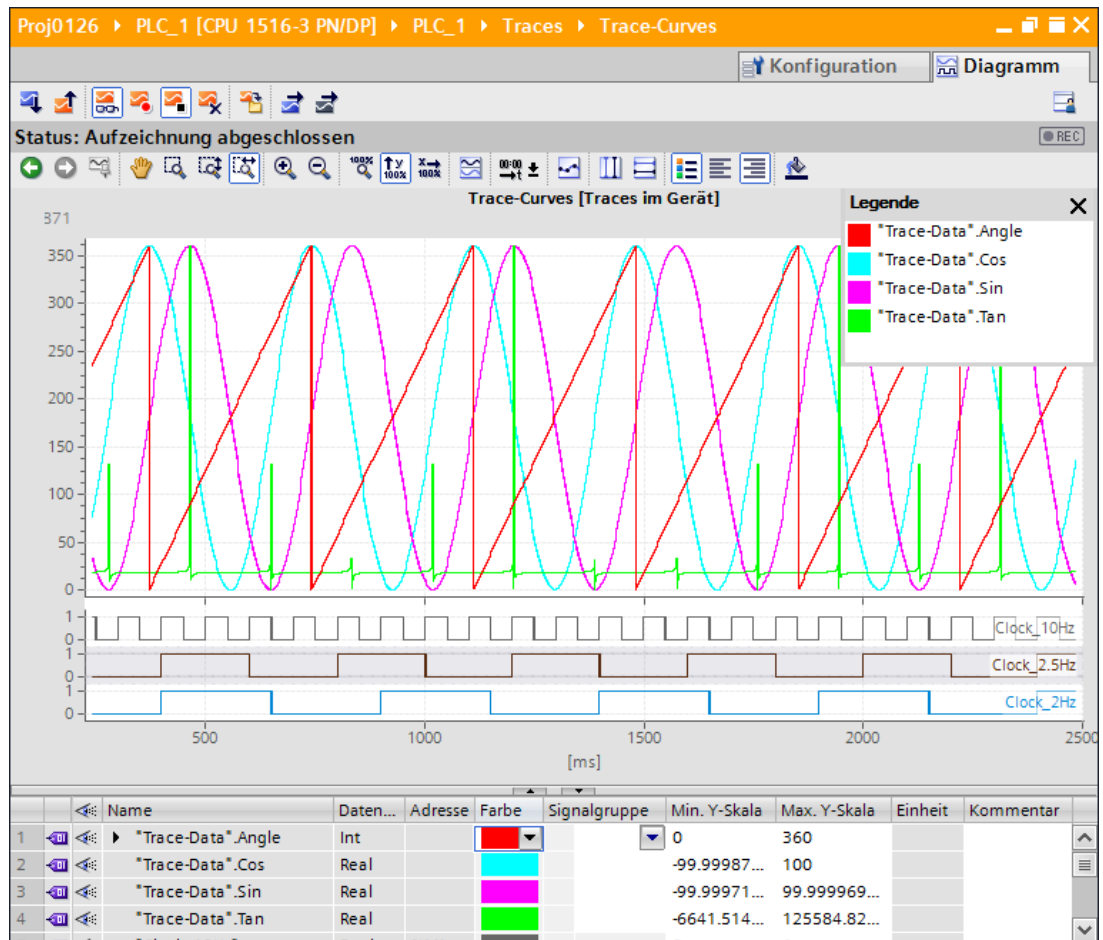 Proj0126 ▸ PLC_1 [CPU 1516-3 PN/DP] ▸ PLC_1 ▸ Traces ▸ Trace-Curves
Konfiguration Diagramm
Status: Aufzeichnung abgeschlossen REC
100% y 100% x 100% 00:00 t
Trace-Curves [Traces im Gerät]
Legende
"Trace-Data".Angle
"Trace-Data".Cos
"Trace-Data".Sin
"Trace-Data".Tan
371
350
300
250
200
150
100
50
0
1
0
Clock_10Hz
1
0
Clock_2.5Hz
1
0
Clock_2Hz
500 1000 1500 2000 2500
[ms]
Name Daten... Adresse Farbe Signalgruppe Min. Y-Skala Max. Y-Skala Einheit Kommentar
1 "Trace-Data".Angle Int 0 360
2 "Trace-Data".Cos Real -99.99987... 100
3 "Trace-Data".Sin Real -99.99971... 99.999969...
4 "Trace-Data".Tan Real -6641.514... 125584.82...